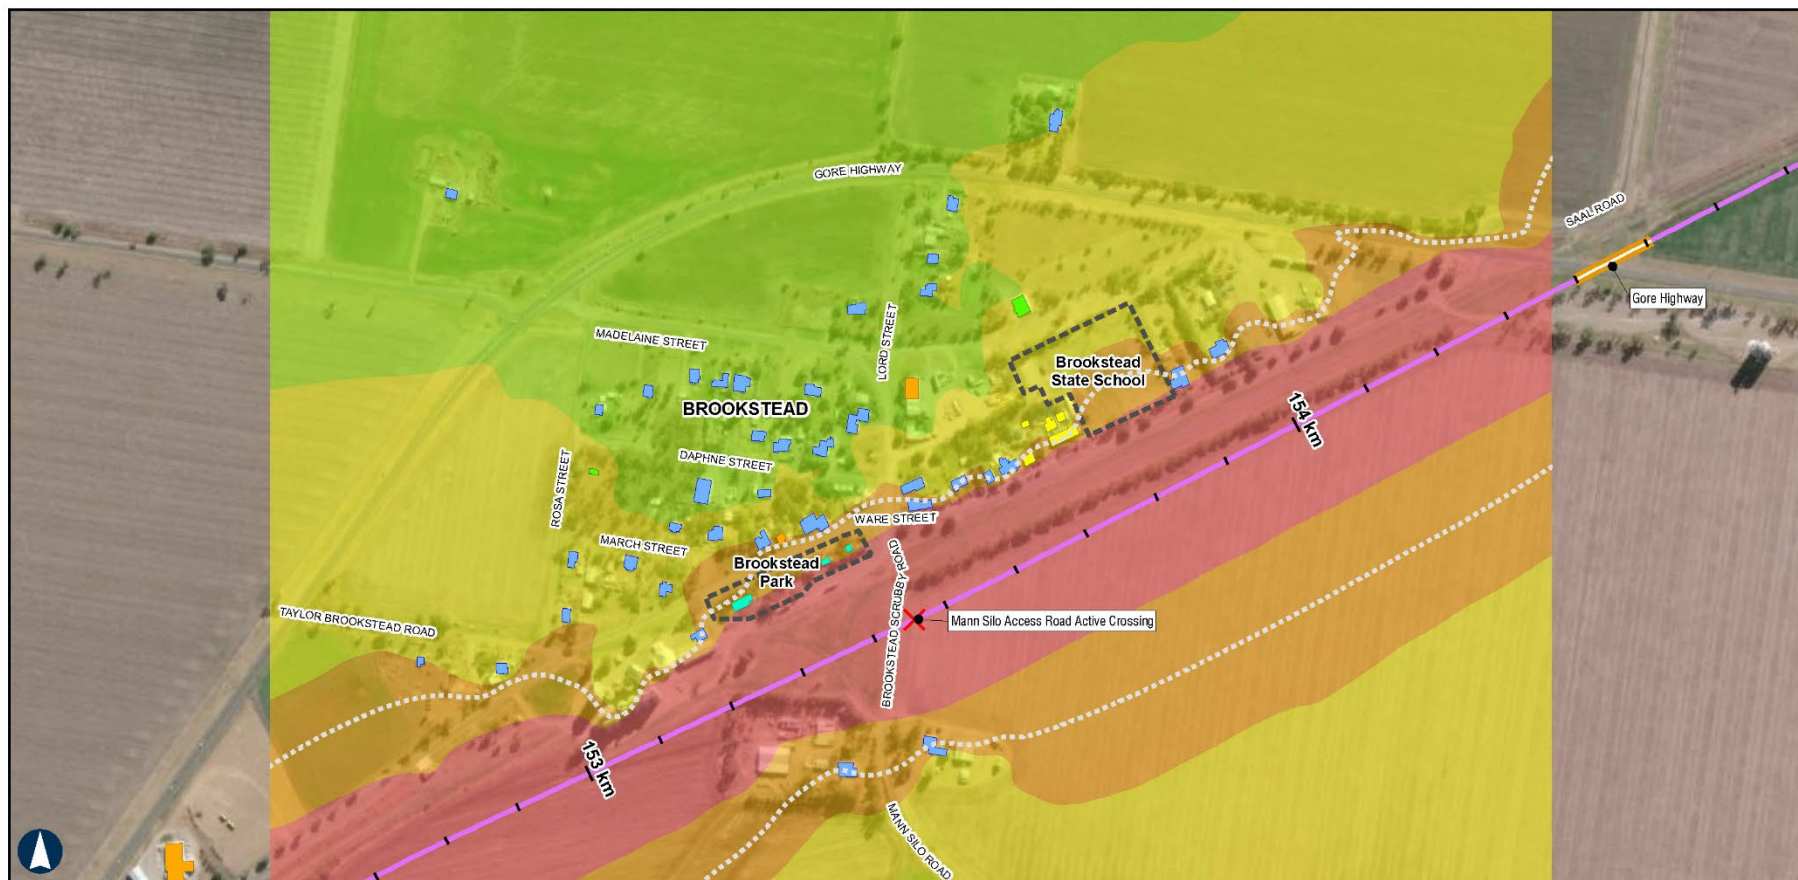 GORE HIGHWAY
SAAL ROAD
Gore Highway
MADELAINE STREET
LORD STREET
Brookstead
State School
BROOKSTEAD
154 km
DAPHNE STREET
ROSA STREET
WARE STREET
MARCH STREET
Brookstead
Park
BROOKSTEAD SCRUBBY ROAD
TAYLOR BROOKSTEAD ROAD
Mann Silo Access Road Active Crossing
153 km
MANN SILO ROAD